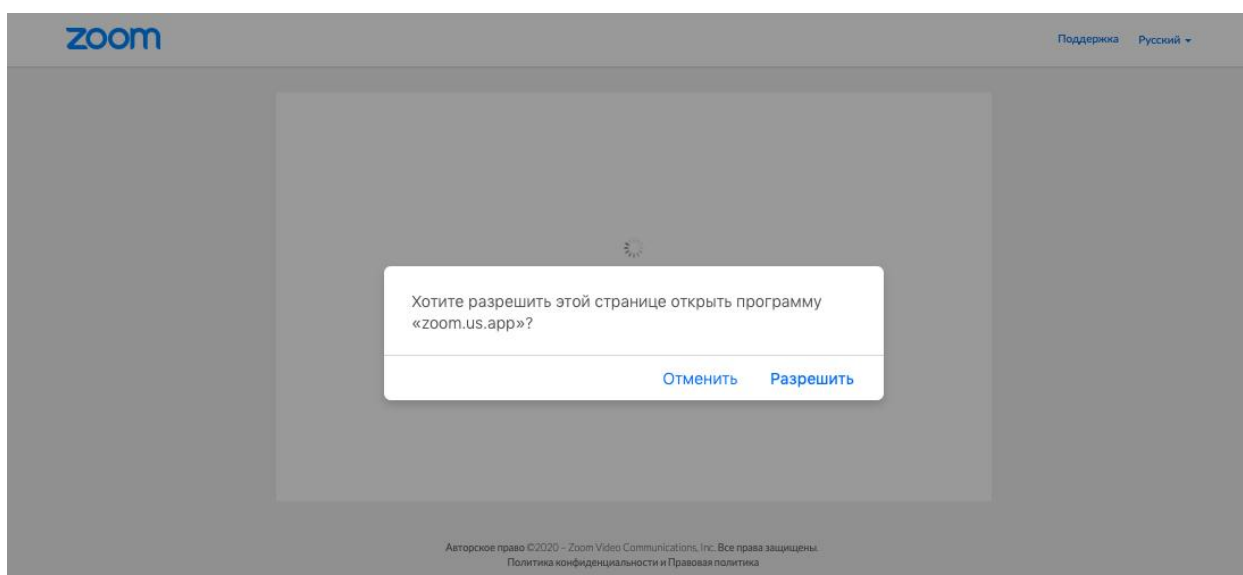 zoom
Поддержка Русский
Хотите разрешить этой странице открыть программу
«zoom.us.app»?
Отменить Разрешить
Авторское право ©2020 - Zoom Video Communications, Inc. Все права защищены.
Политика конфиденциальности и Правовая политика